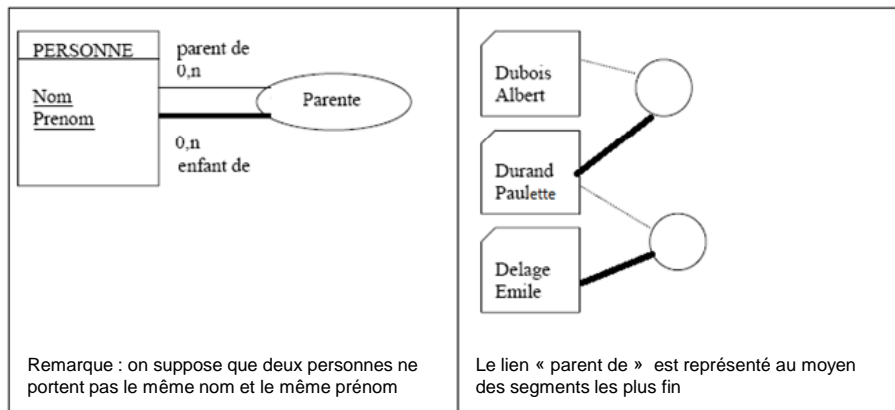 PERSONNE
Nom
Prenom
parent de
0,n
Parente
0,n
enfant de
Remarque : on suppose que deux personnes ne
portent pas le même nom et le même prénom
Dubois
Albert
Durand
Paulette
Delage
Emile
Le lien « parent de » est représenté au moyen
des segments les plus fin